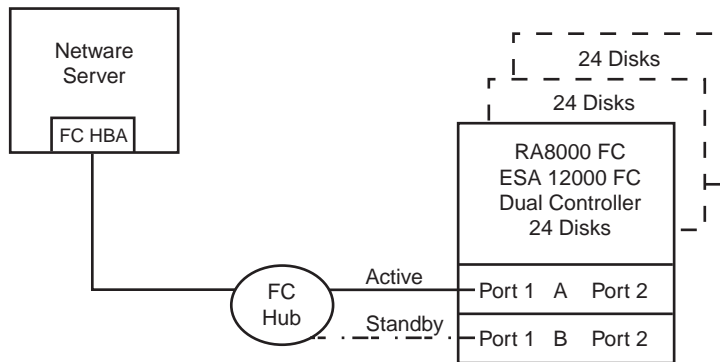 Netware
Server
FC HBA
24 Disks
24 Disks
RA8000 FC
ESA 12000 FC
Dual Controller
24 Disks
Active
FC
Hub
Standby
Port 1 A Port 2
Port 1 B Port 2